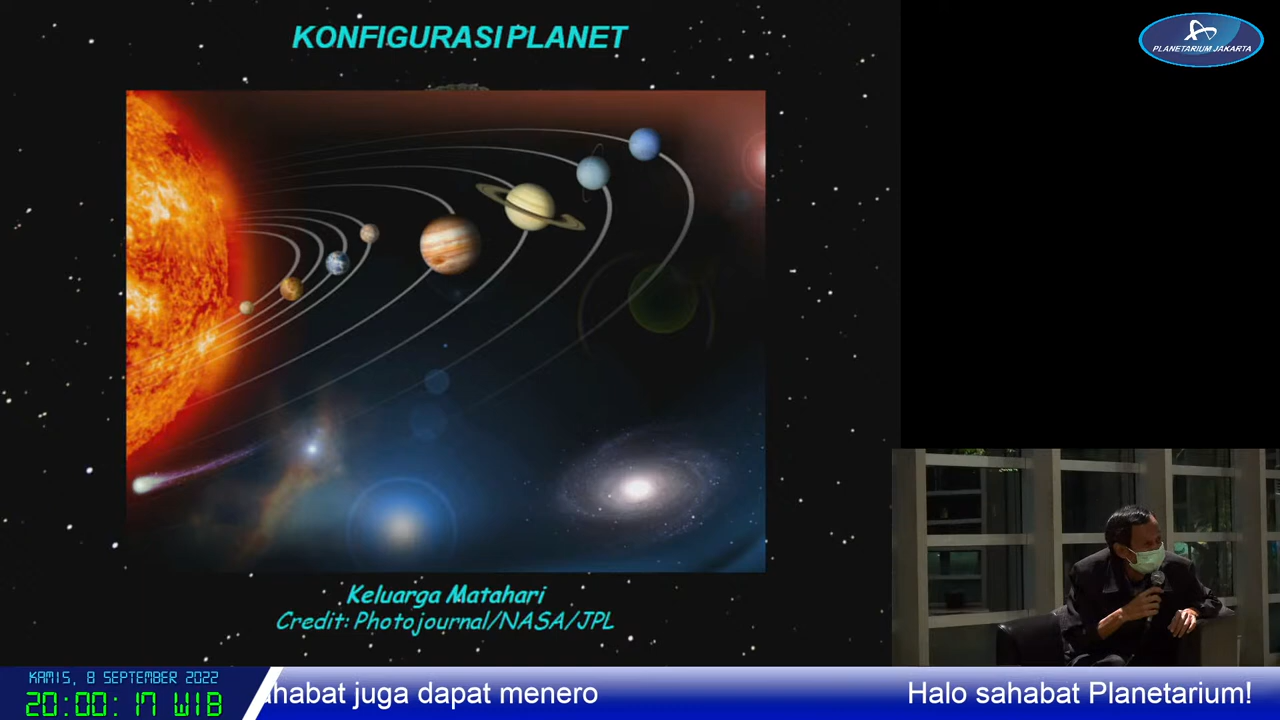 KONFIGURASI PLANET
PLANETARIUM JAKARTA
Keluarga Matahari
Credit: Photojournal/NASA/JPL
KAMIS, 8 SEPTEMBER 2022
20:00:17 WIB
ahabat juga dapat menero
Halo sahabat Planetarium!